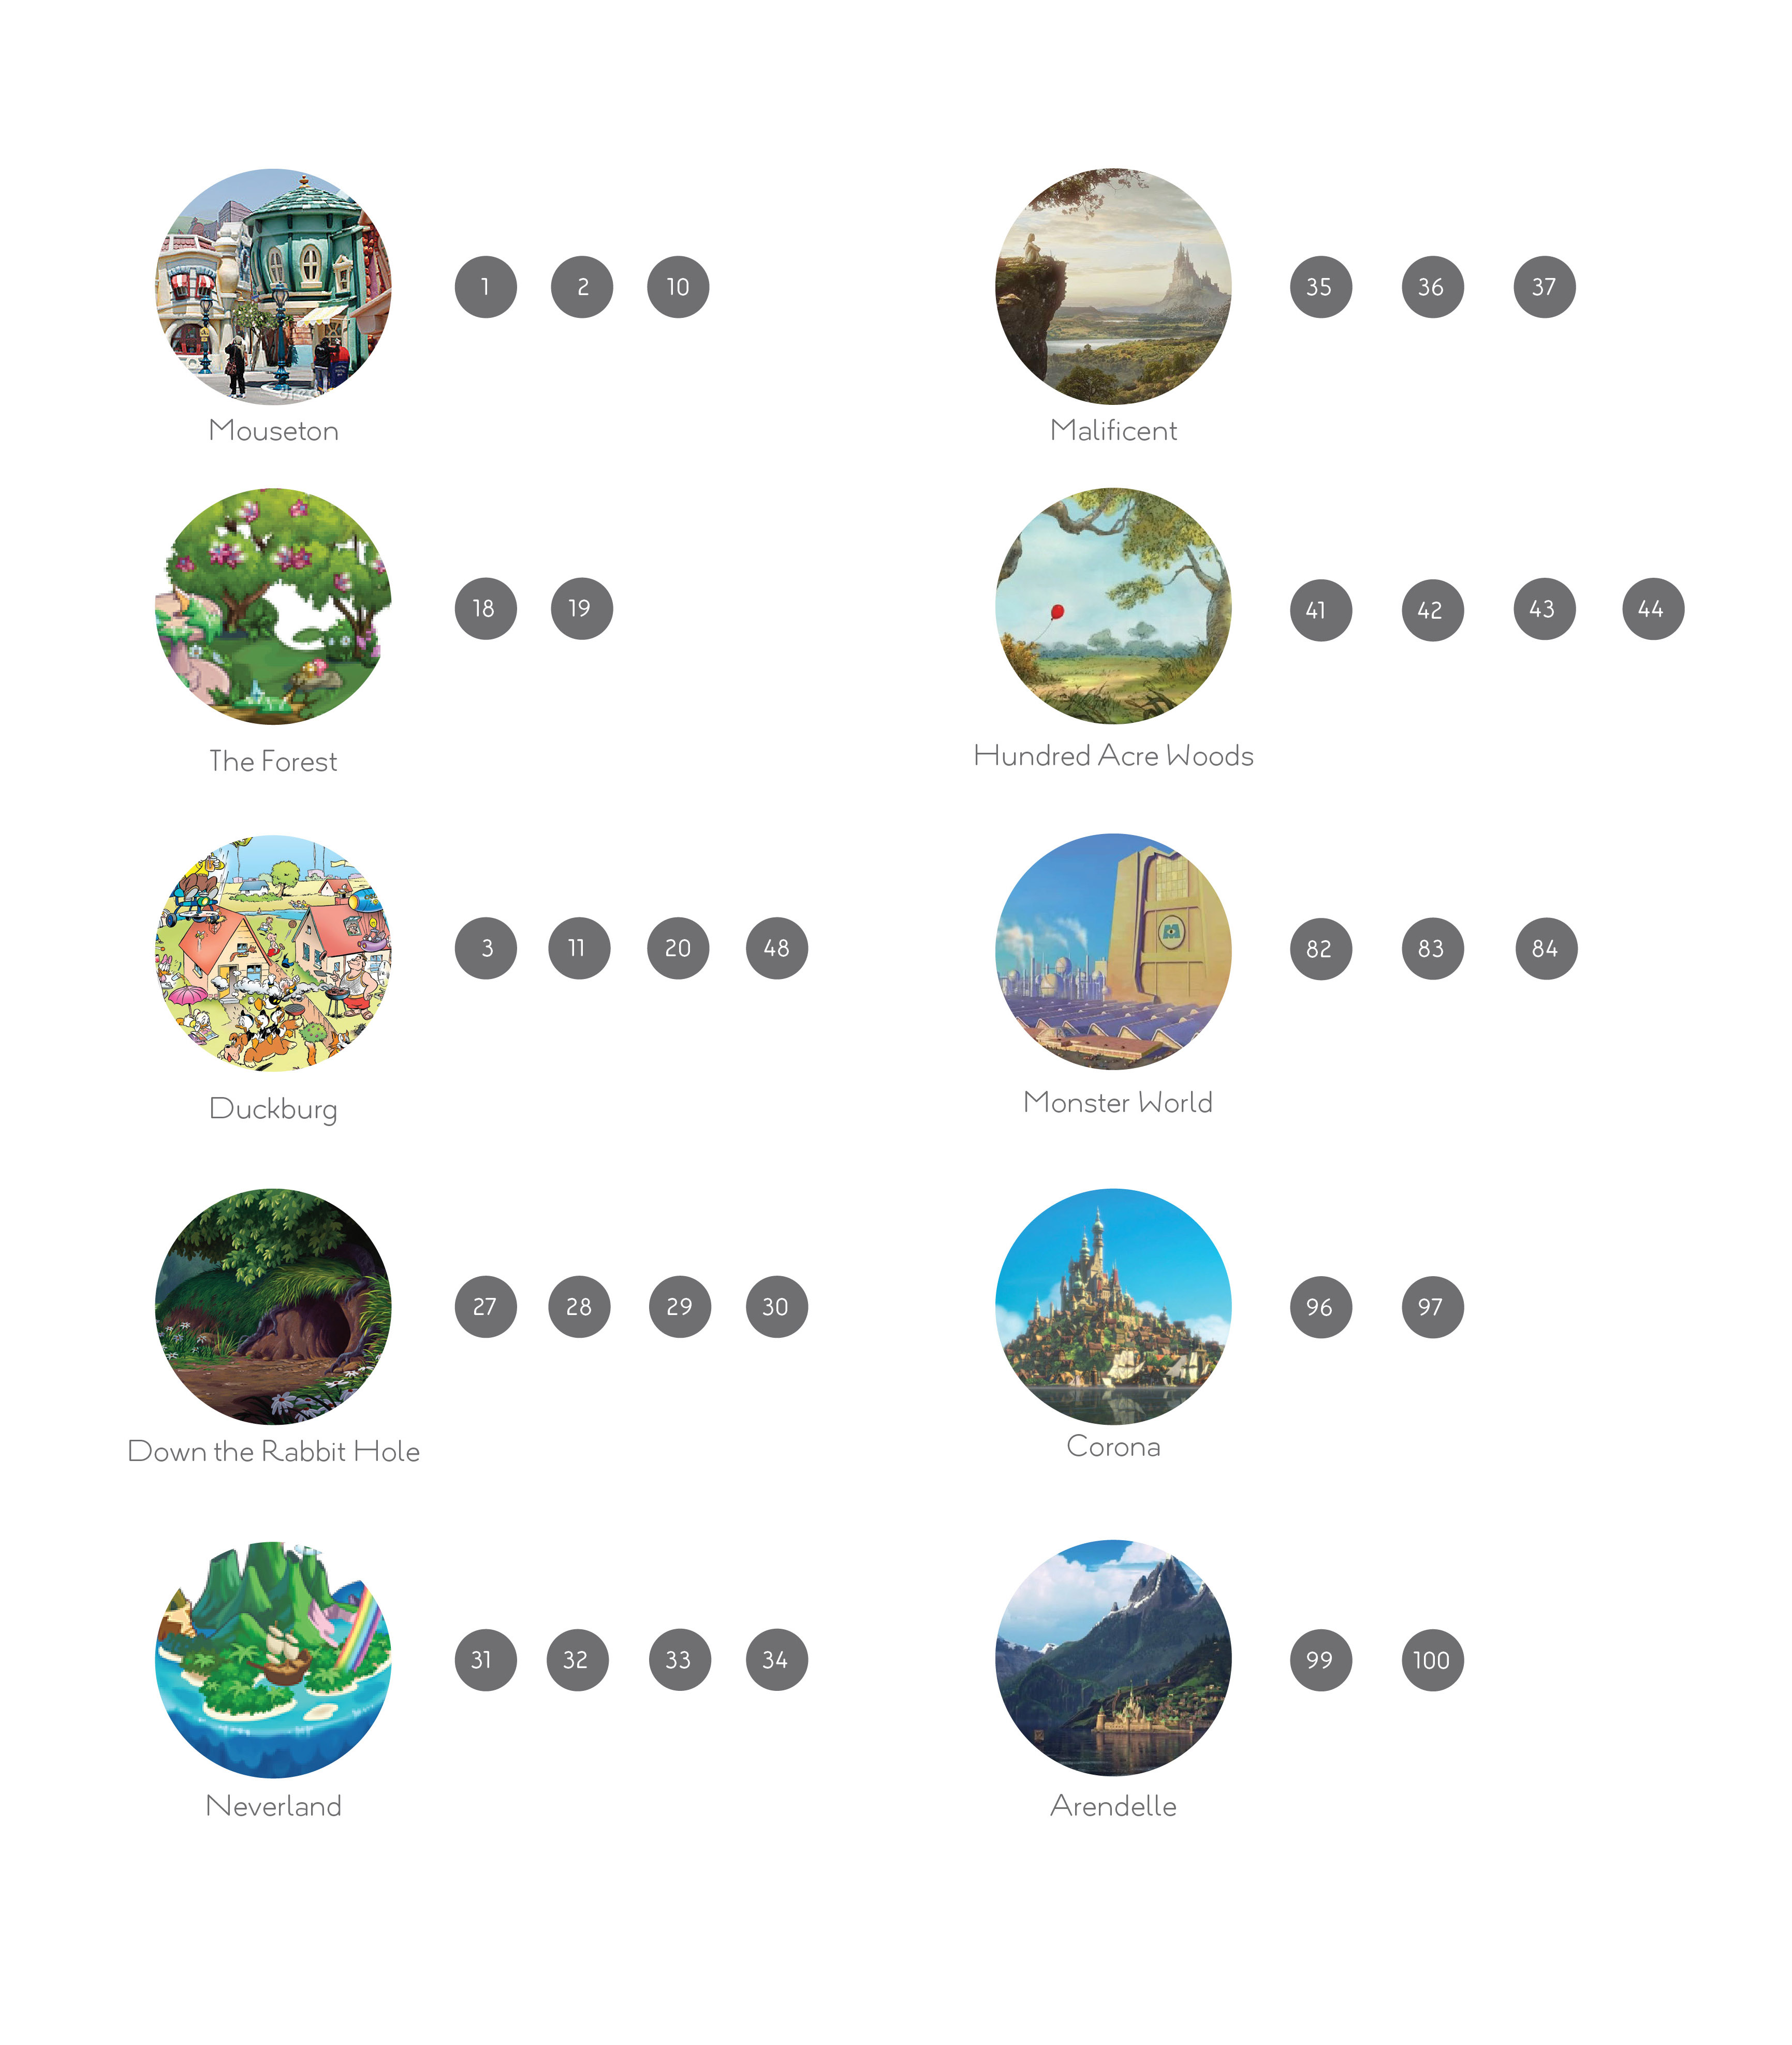 1 2 10
Mouseton
18 19
The Forest
3 11 20 48
Duckburg
27 28 29 30
Down the Rabbit Hole
31 32 33 34
Neverland
35 36 37
Malificent
41 42 43 44
Hundred Acre Woods
82 83 84
Monster World
96 97
Corona
99 100
Arendelle